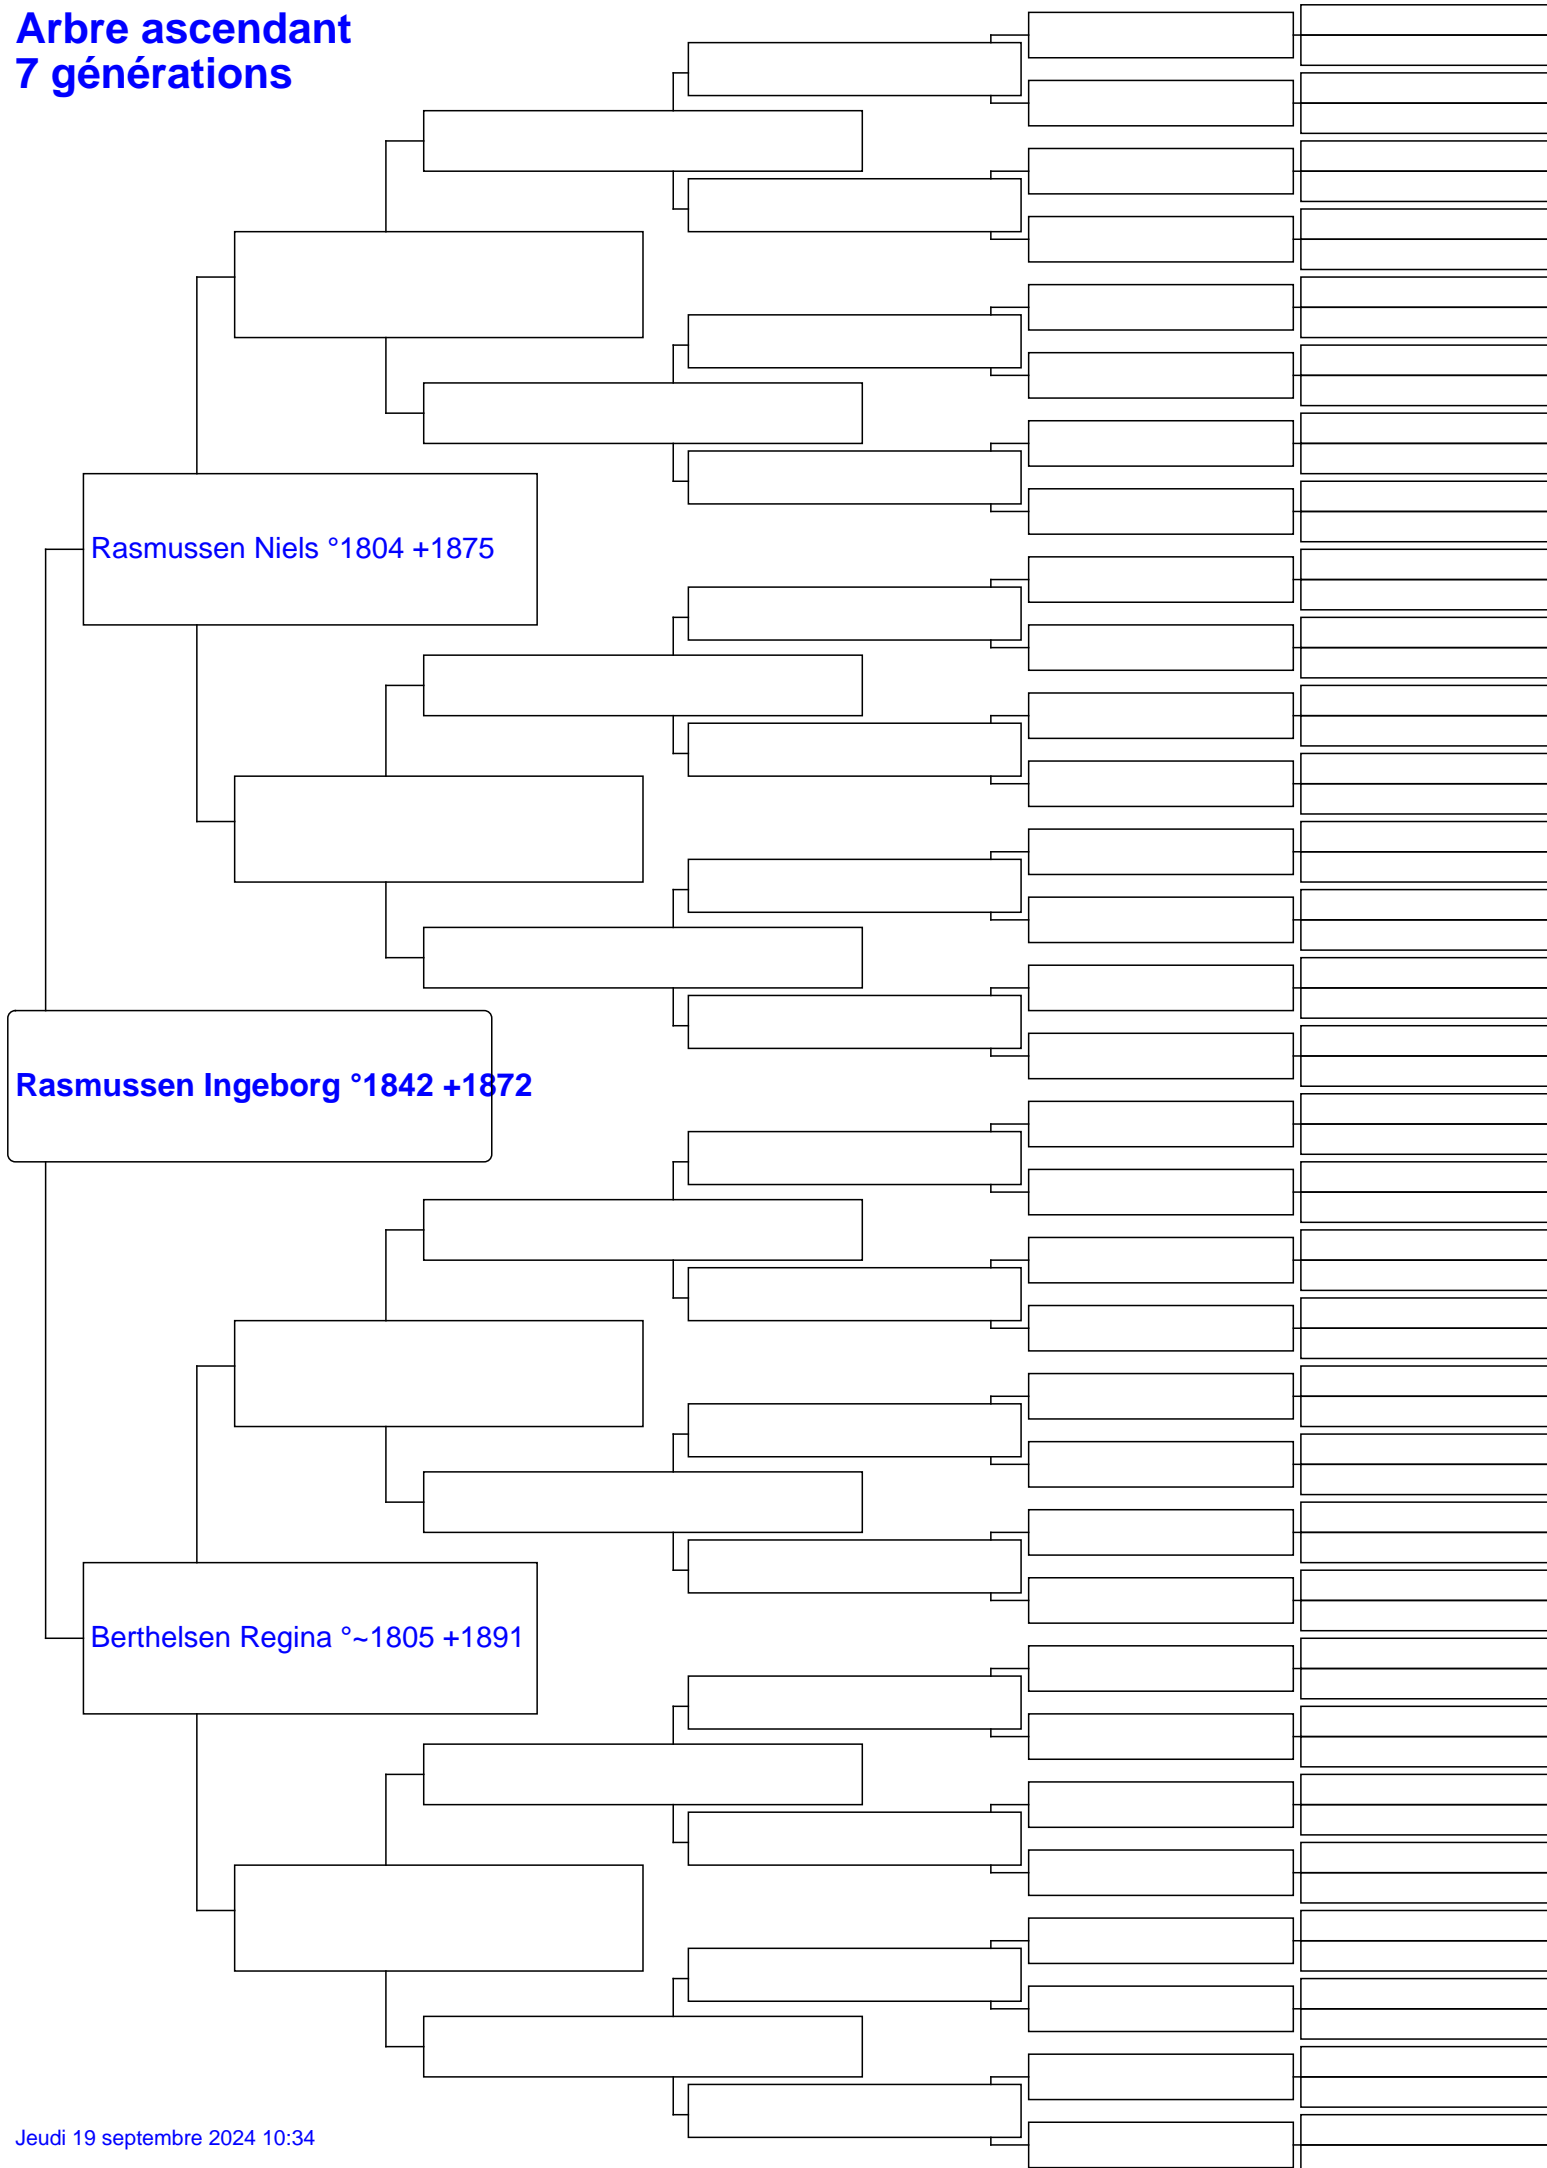 Arbre ascendant
7 générations
Rasmussen Niels °1804 +1875
Rasmussen Ingeborg °1842 +1872
Berthelsen Regina °~1805 +1891
Jeudi 19 septembre 2024 10:34